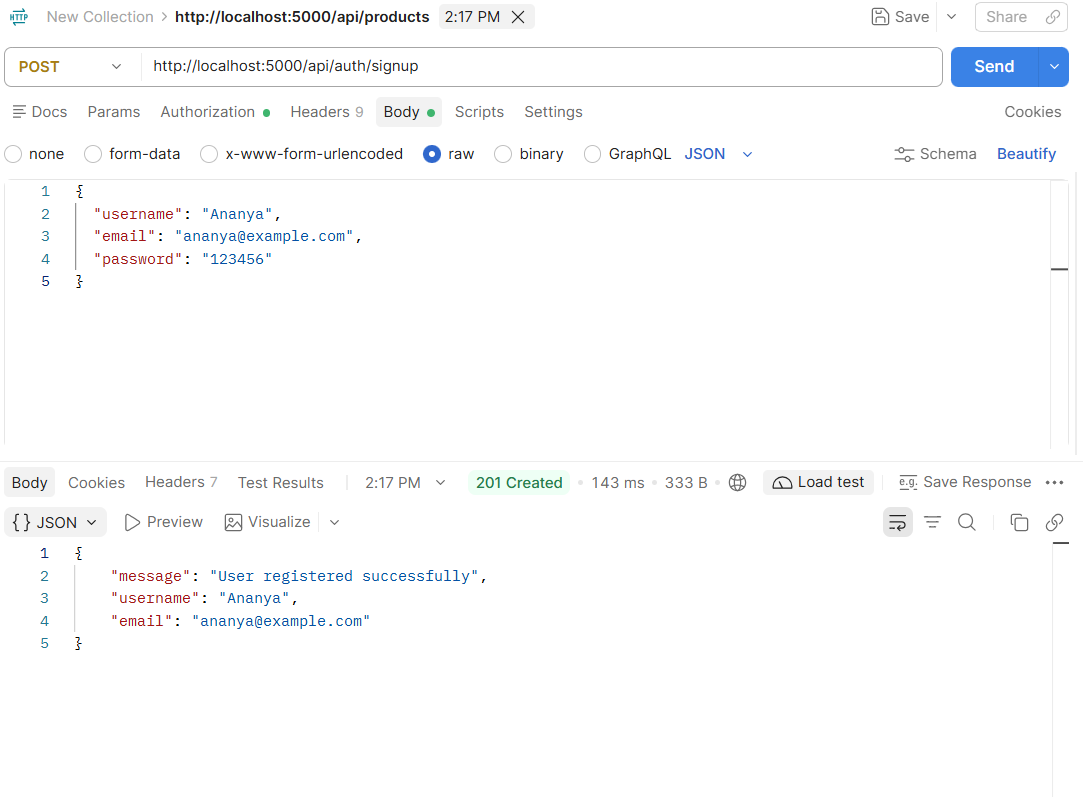 HTTP New Collection > http://localhost:5000/api/products 2:17 PM Save Share
POST http://localhost:5000/api/auth/signup Send
Docs Params Authorization Headers 9 Body Scripts Settings Cookies
none form-data x-www-form-urlencoded raw binary GraphQL JSON Schema Beautify
1 {
2 "username": "Ananya",
3 "email": "ananya@example.com",
4 "password": "123456"
5 }
Body Cookies Headers 7 Test Results 2:17 PM 201 Created 143 ms 333 B Load test e.g. Save Response
{} JSON Preview Visualize
1 {
2 "message": "User registered successfully",
3 "username": "Ananya",
4 "email": "ananya@example.com"
5 }